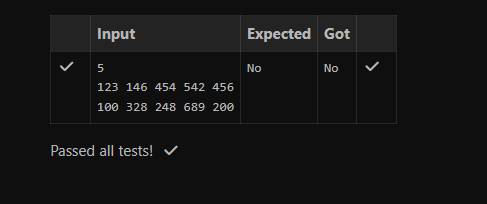 Input Expected Got
5 No No
123 146 454 542 456
100 328 248 689 200
Passed all tests!